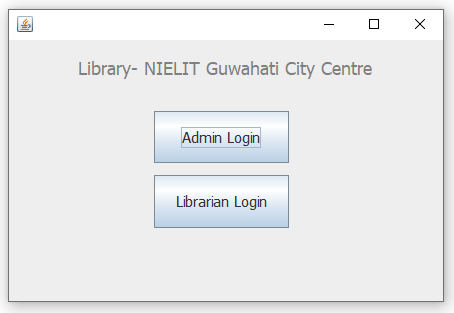 Library- NIELIT Guwahati City Centre
Admin Login
Librarian Login